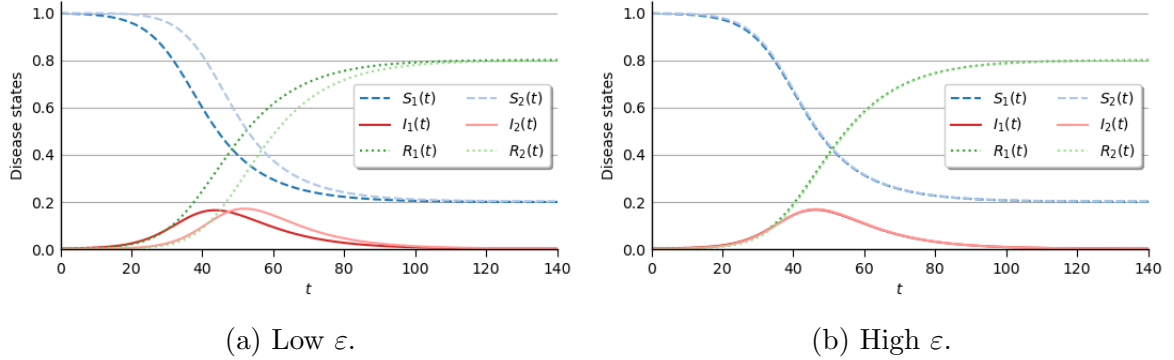 Disease states
1.0
0.8
0.6
0.4
0.2
0.0
S₁(t) S₂(t)
I₁(t) I₂(t)
R₁(t) R₂(t)
0 20 40 60 80 100 120 140
t
(a) Low ε.
Disease states
1.0
0.8
0.6
0.4
0.2
0.0
S₁(t) S₂(t)
I₁(t) I₂(t)
R₁(t) R₂(t)
0 20 40 60 80 100 120 140
t
(b) High ε.